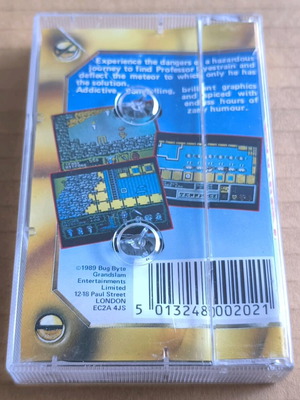 Experience the dangers of a hazardous
journey to find Professor Eyestrain and
deflect the meteor to which only he has
the solution.
Addictive compelling, brilliant graphics
and spiced with
endless hours of
zany humour.
©1989 Bug Byte
Grandslam
Entertainments
Limited
12-18 Paul Street
LONDON
EC2A 4JS
5 013248 002021